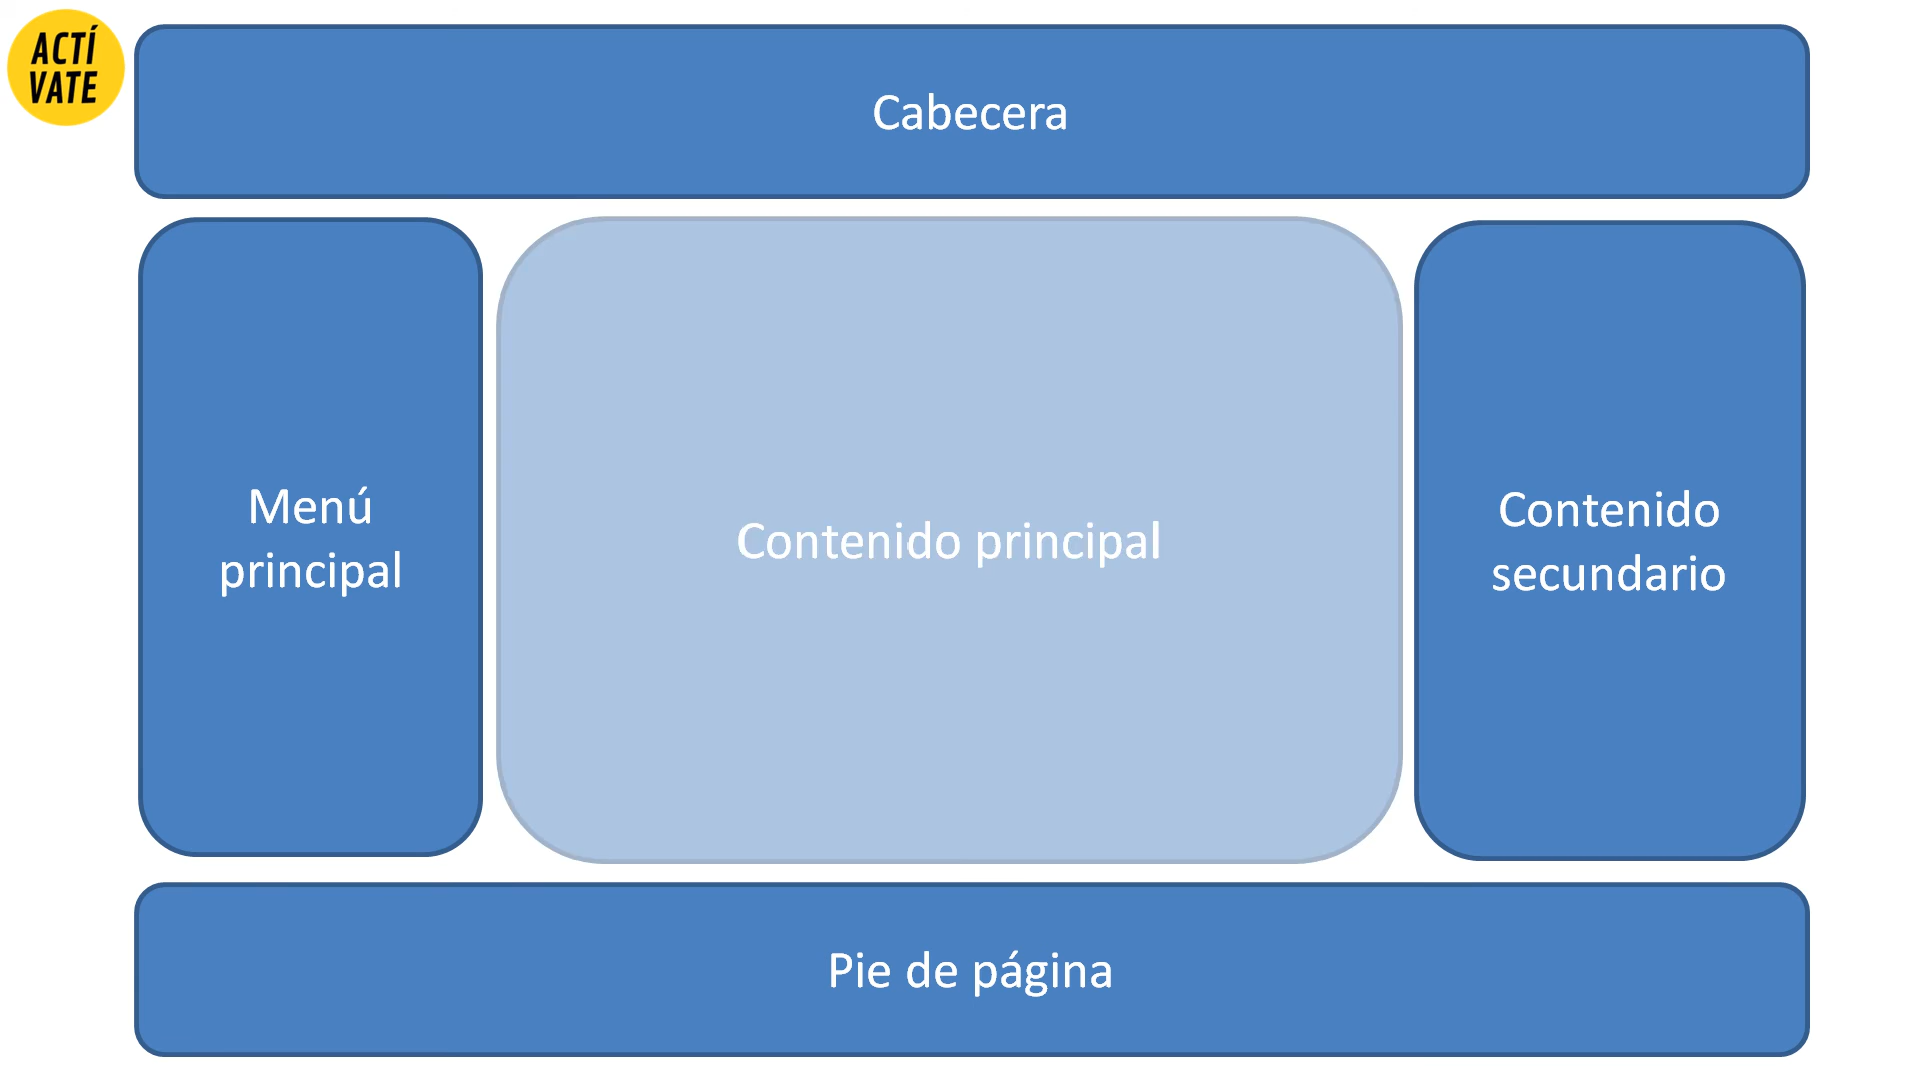 ACTÍ
VATE
Cabecera
Menú
principal
Contenido principal
Contenido
secundario
Pie de página